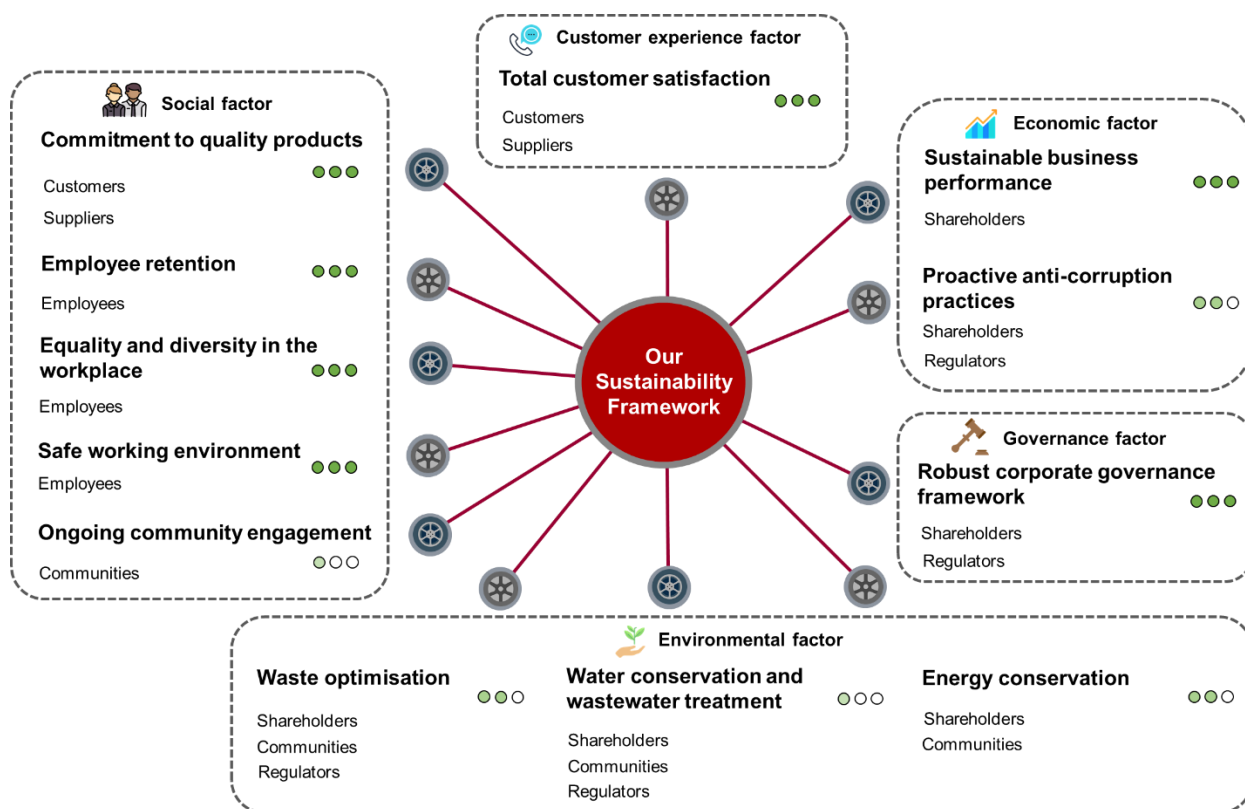 Customer experience factor
Total customer satisfaction
Customers
Suppliers
Social factor
Commitment to quality products
Customers
Suppliers
Employee retention
Employees
Equality and diversity in the
workplace
Employees
Safe working environment
Employees
Ongoing community engagement
Communities
Our
Sustainability
Framework
Economic factor
Sustainable business
performance
Shareholders
Proactive anti-corruption
practices
Shareholders
Regulators
Governance factor
Robust corporate governance
framework
Shareholders
Regulators
Environmental factor
Waste optimisation
Shareholders
Communities
Regulators
Water conservation and
wastewater treatment
Shareholders
Communities
Regulators
Energy conservation
Shareholders
Communities